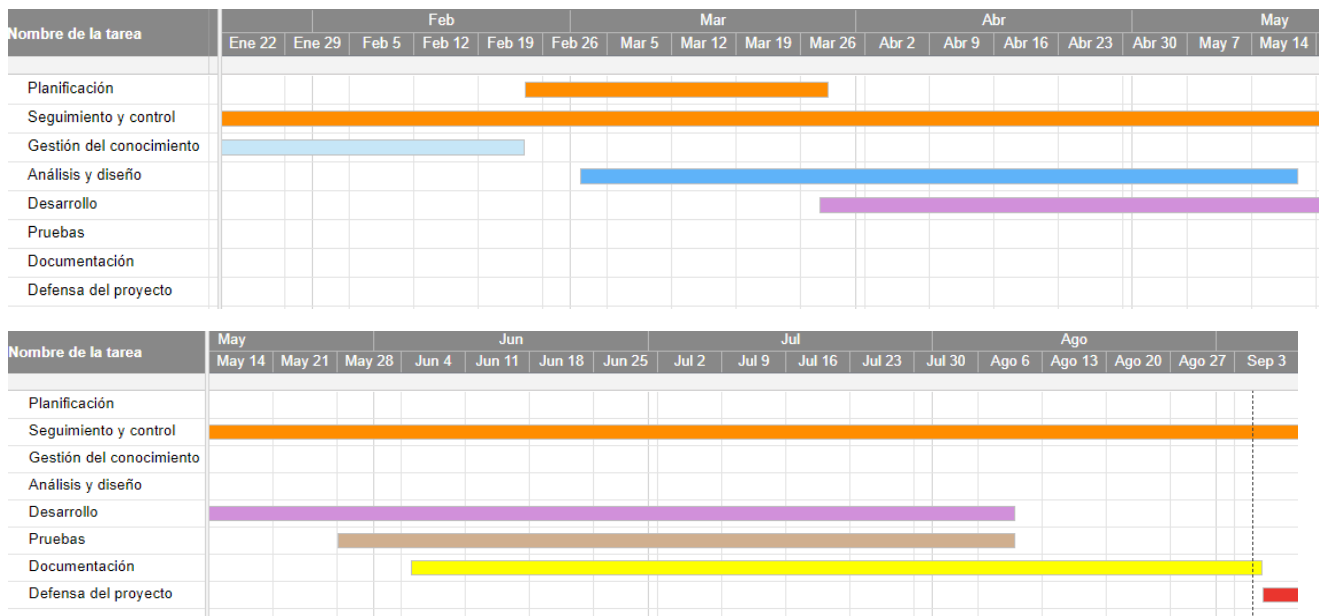 Nombre de la tarea
Feb Mar Abr May
Ene 22 Ene 29 Feb 5 Feb 12 Feb 19 Feb 26 Mar 5 Mar 12 Mar 19 Mar 26 Abr 2 Abr 9 Abr 16 Abr 23 Abr 30 May 7 May 14
Planificación
Seguimiento y control
Gestión del conocimiento
Análisis y diseño
Desarrollo
Pruebas
Documentación
Defensa del proyecto
Nombre de la tarea
May Jun Jul Ago
May 14 May 21 May 28 Jun 4 Jun 11 Jun 18 Jun 25 Jul 2 Jul 9 Jul 16 Jul 23 Jul 30 Ago 6 Ago 13 Ago 20 Ago 27 Sep 3
Planificación
Seguimiento y control
Gestión del conocimiento
Análisis y diseño
Desarrollo
Pruebas
Documentación
Defensa del proyecto